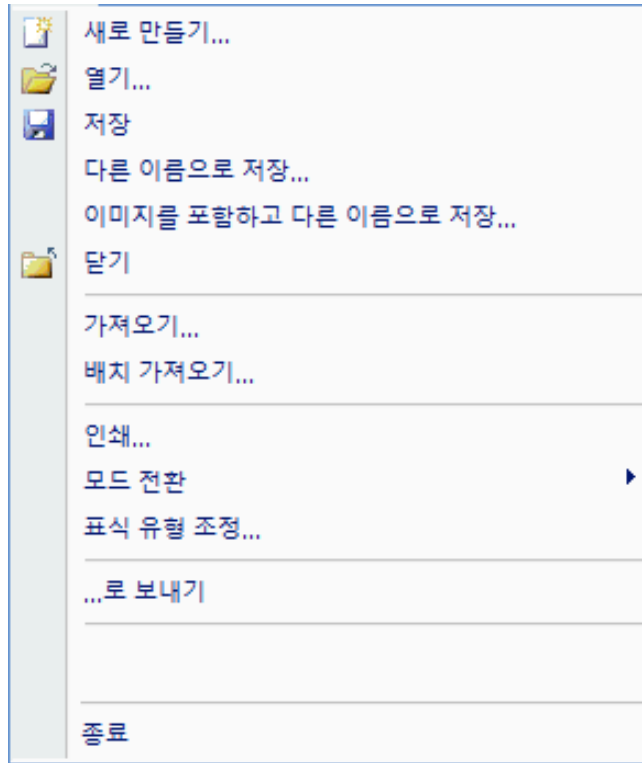 새로 만들기...
열기...
저장
다른 이름으로 저장...
이미지를 포함하고 다른 이름으로 저장...
닫기
가져오기...
배치 가져오기...
인쇄...
모드 전환
표식 유형 조정...
...로 보내기
종료